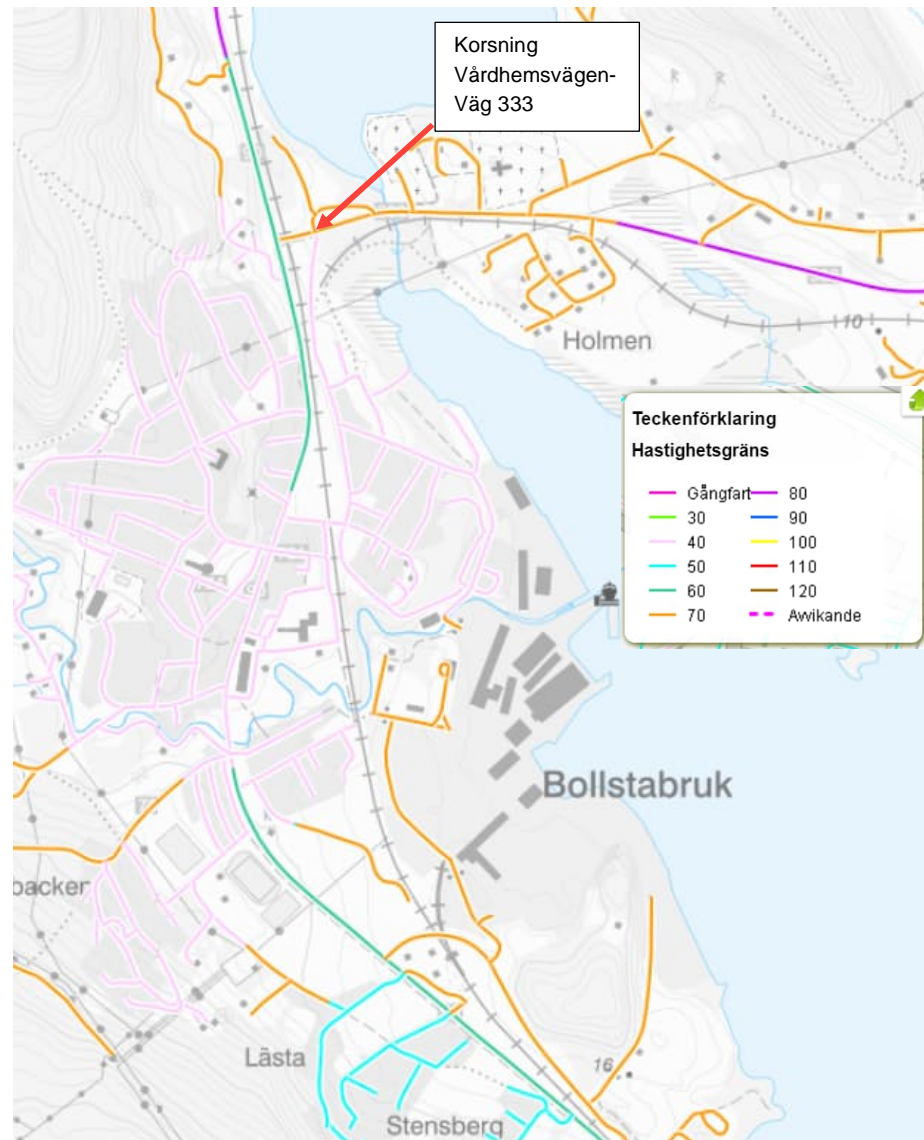 Korsning
Vårdhemsvägen-
Väg 333
R R
Holmen
10
Teckenförklaring
Hastighetsgräns
Gångfart
80
30
90
40
100
50
110
60
120
70
Avvikande
Bollstabruk
backen
Lästa
16
Stensberg